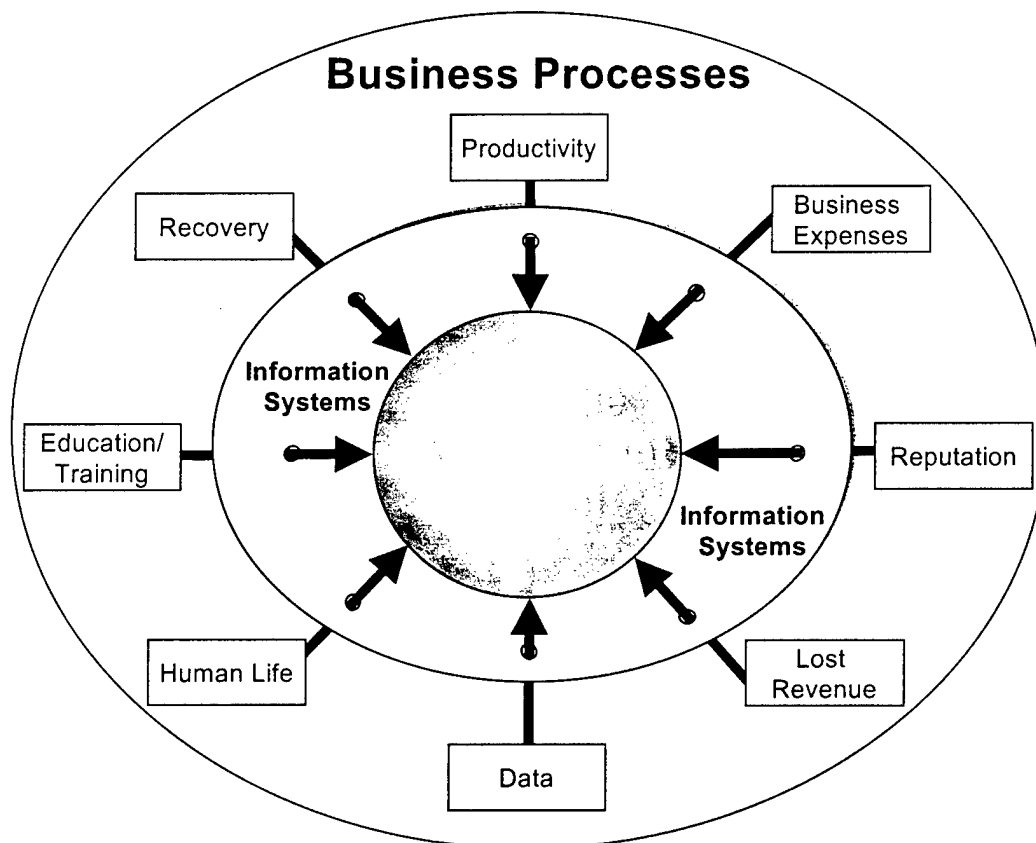 Business Processes
Productivity
Recovery
Business
Expenses
Information
Systems
Education/
Training
Reputation
Information
Systems
Human Life
Lost
Revenue
Data